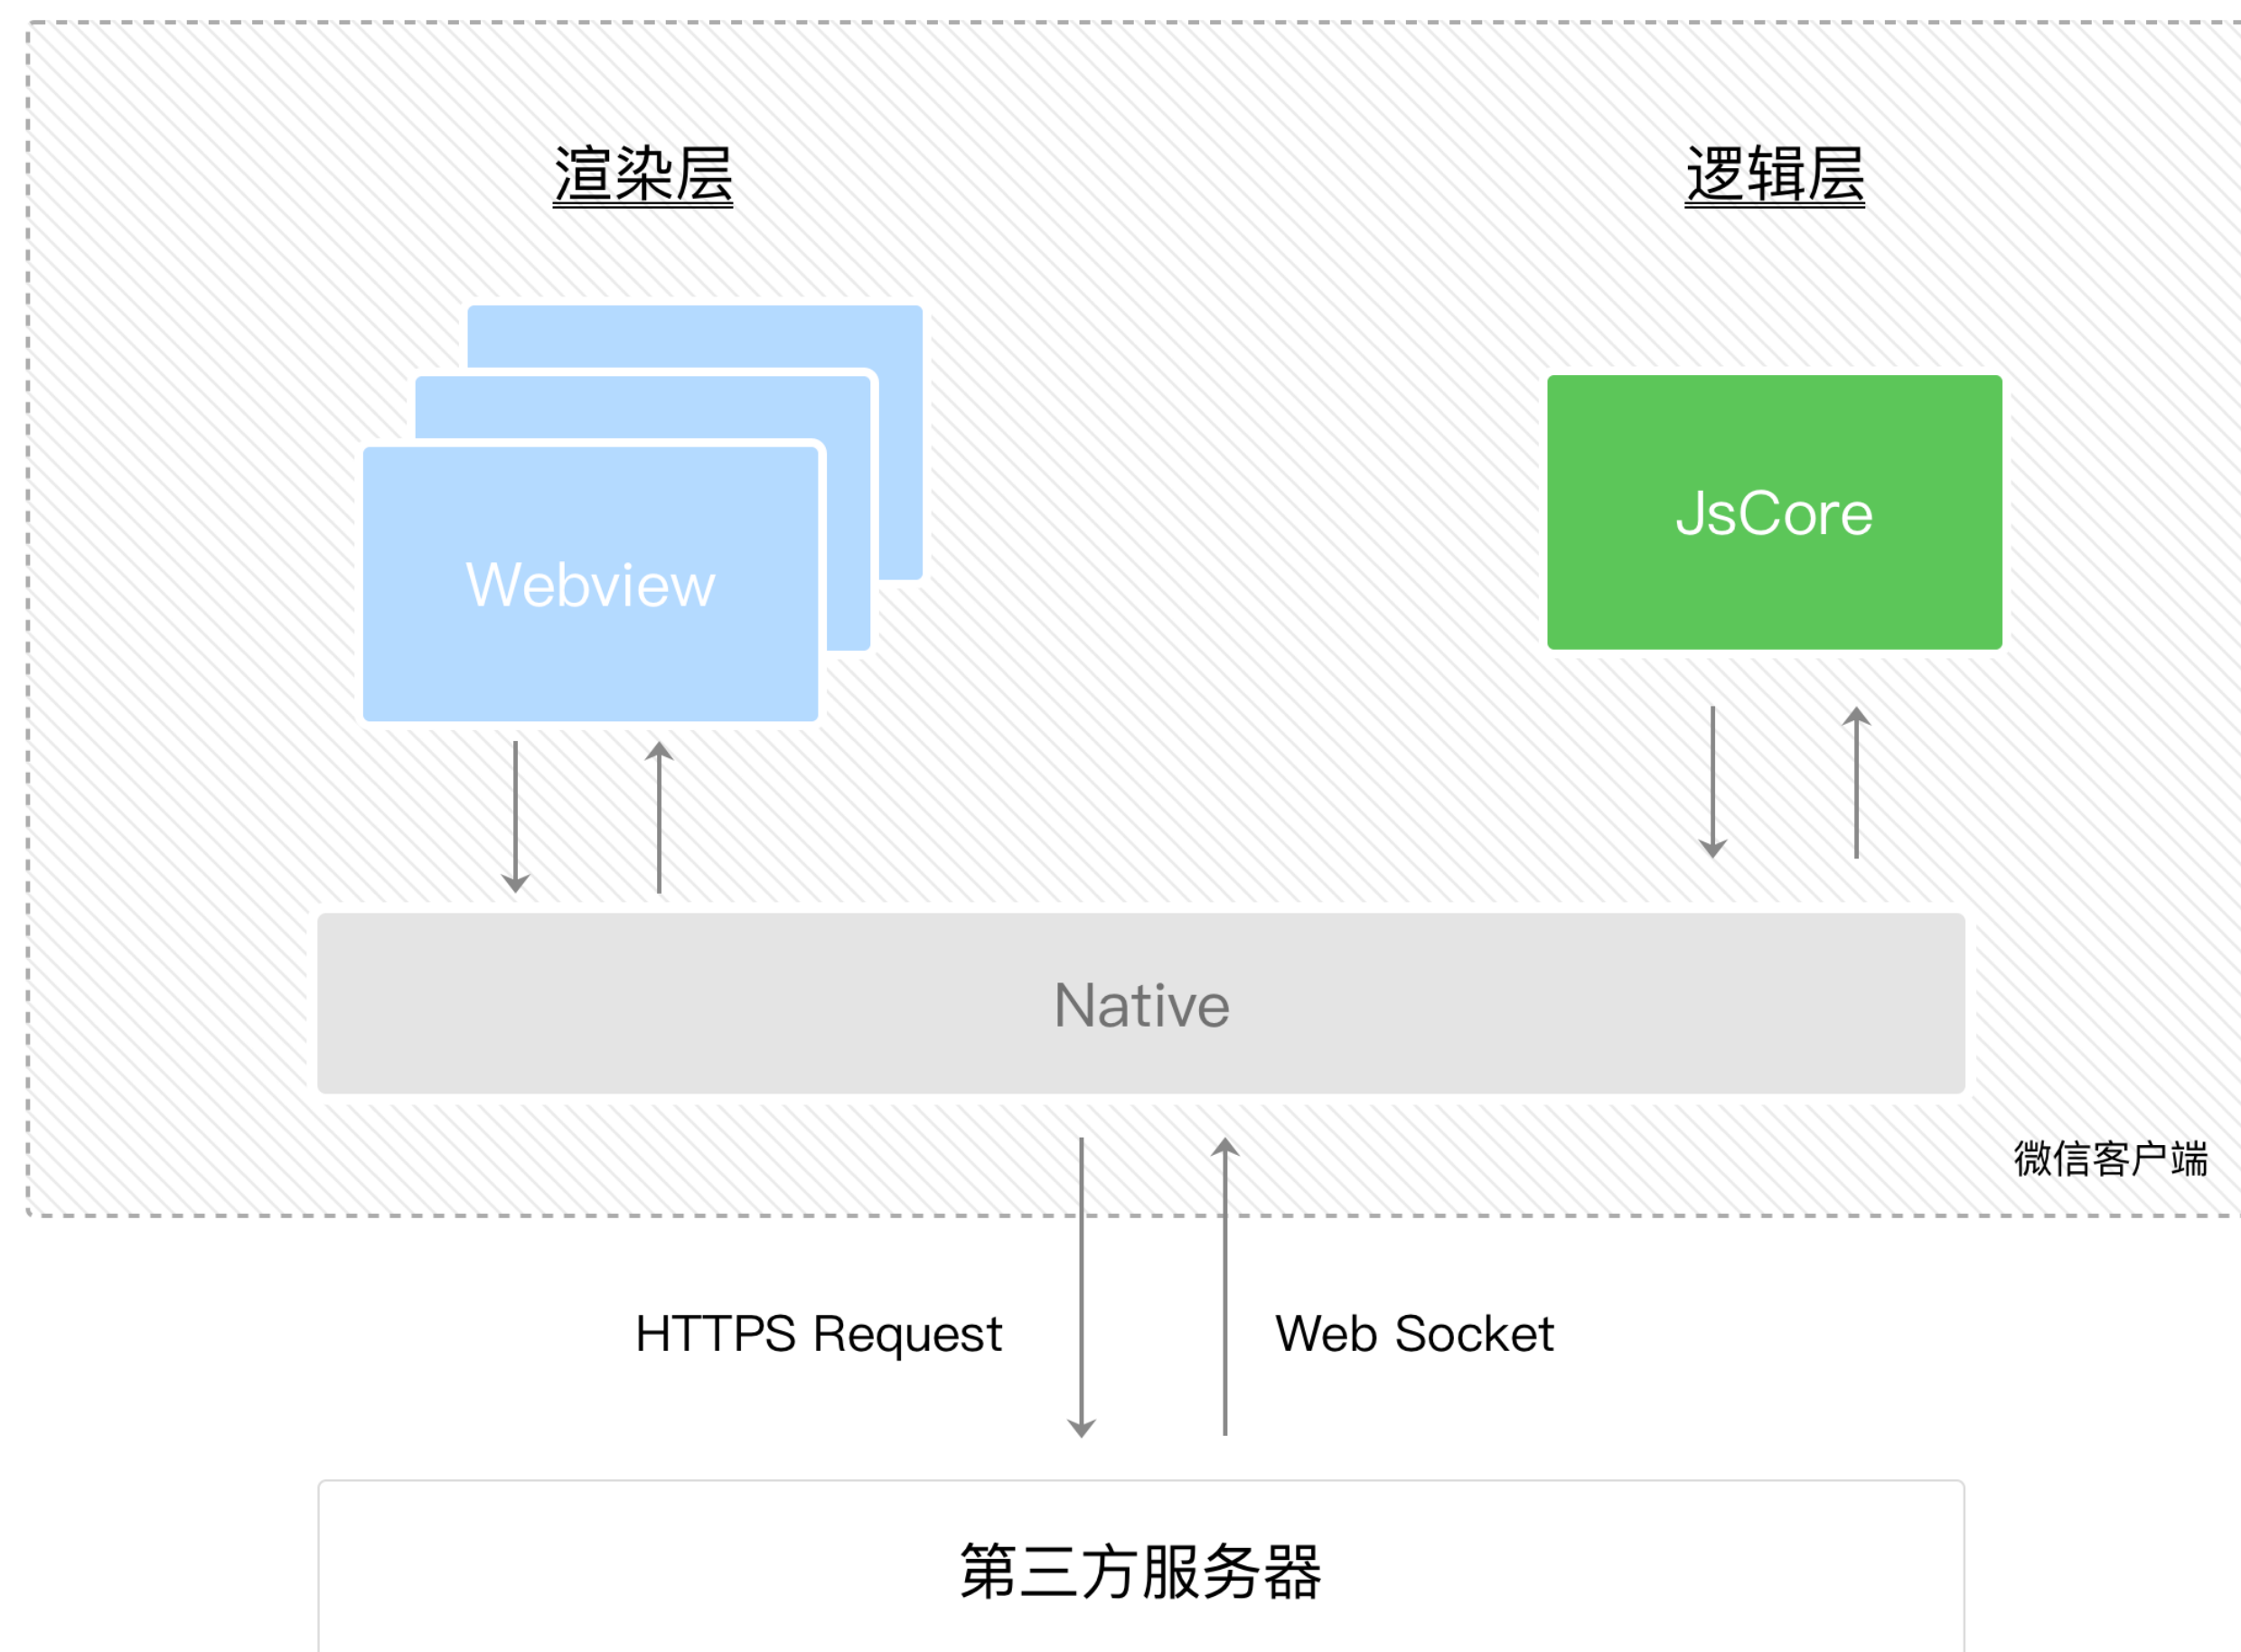 渲染层
逻辑层
Webview
JsCore
Native
微信客户端
HTTPS Request
Web Socket
第三方服务器